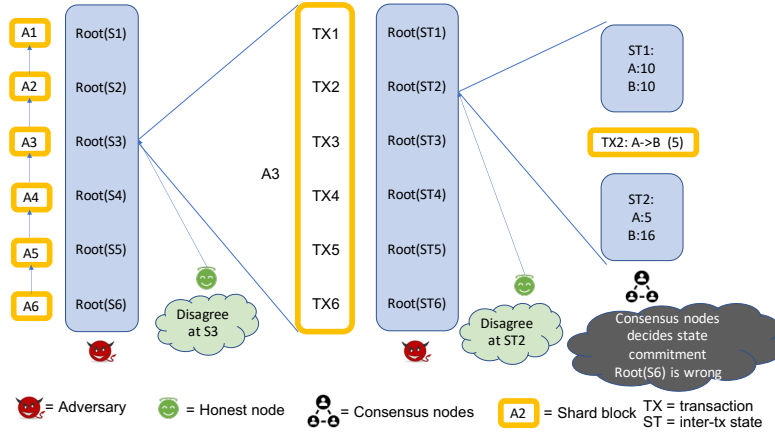 A1
A2
A3
A4
A5
A6
Root(S1)
Root(S2)
Root(S3)
Root(S4)
Root(S5)
Root(S6)
Disagree
at S3
A3
TX1
TX2
TX3
TX4
TX5
TX6
Root(ST1)
Root(ST2)
Root(ST3)
Root(ST4)
Root(ST5)
Root(ST6)
Disagree
at ST2
ST1:
A:10
B:10
TX2: A->B (5)
ST2:
A:5
B:16
Consensus nodes
decides state
commitment
Root(S6) is wrong
= Adversary
= Honest node
= Consensus nodes
A2
= Shard block
TX = transaction
ST = inter-tx state